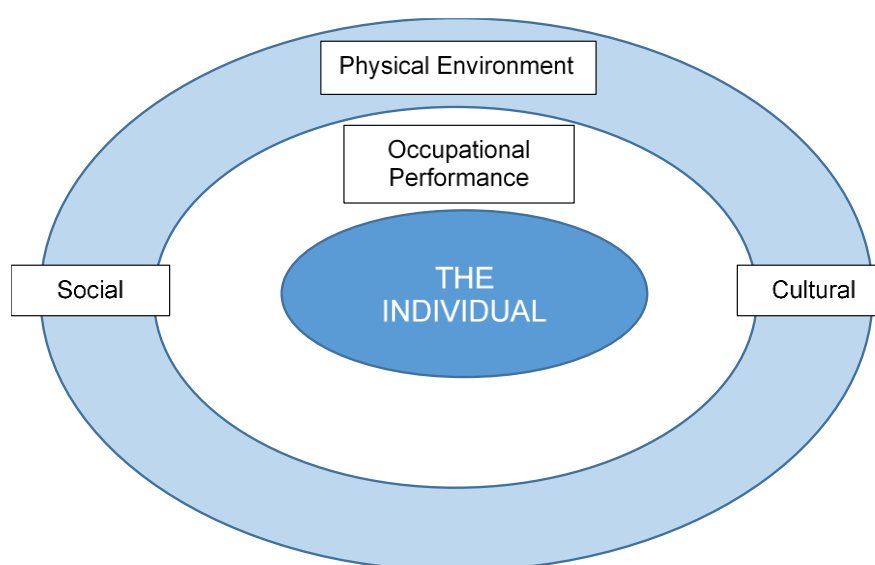 Physical Environment
Occupational
Performance
THE
INDIVIDUAL
Social
Cultural